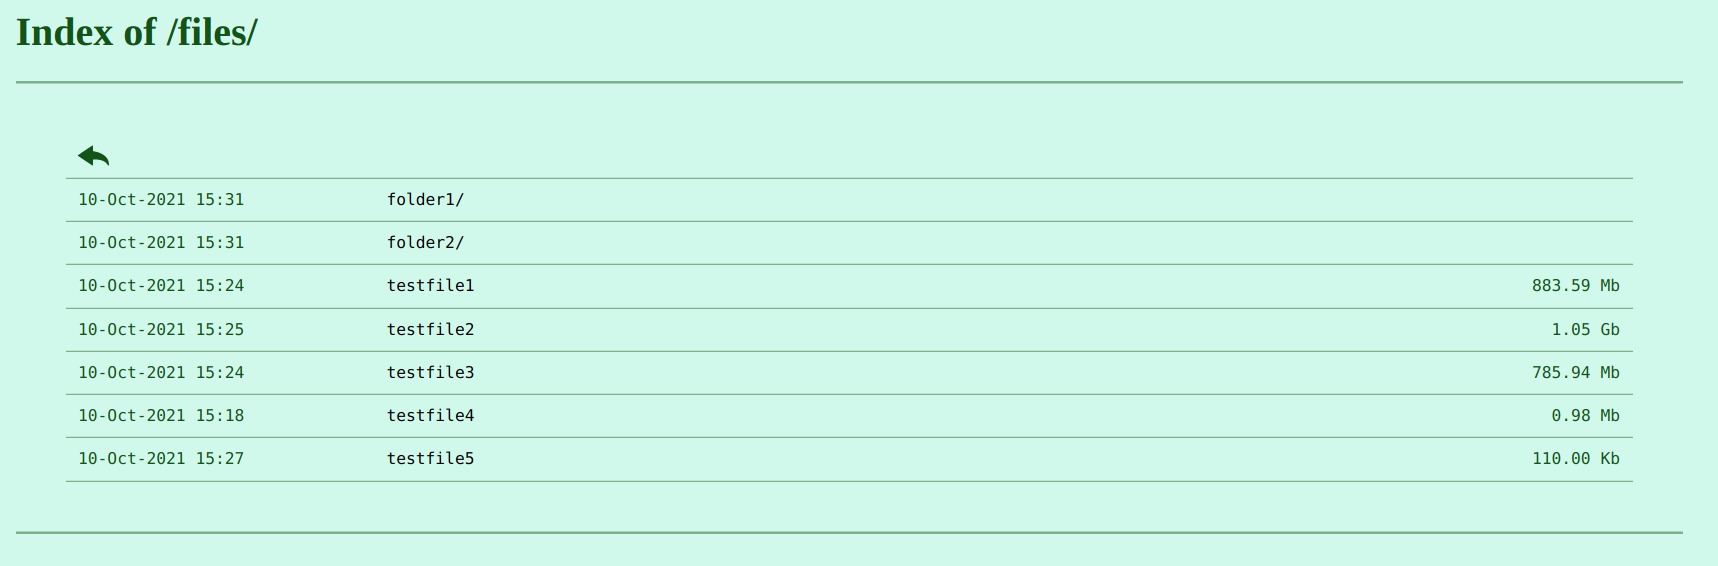 Index of /files/
10-Oct-2021 15:31 folder1/
10-Oct-2021 15:31 folder2/
10-Oct-2021 15:24 testfile1 883.59 Mb
10-Oct-2021 15:25 testfile2 1.05 Gb
10-Oct-2021 15:24 testfile3 785.94 Mb
10-Oct-2021 15:18 testfile4 0.98 Mb
10-Oct-2021 15:27 testfile5 110.00 Kb